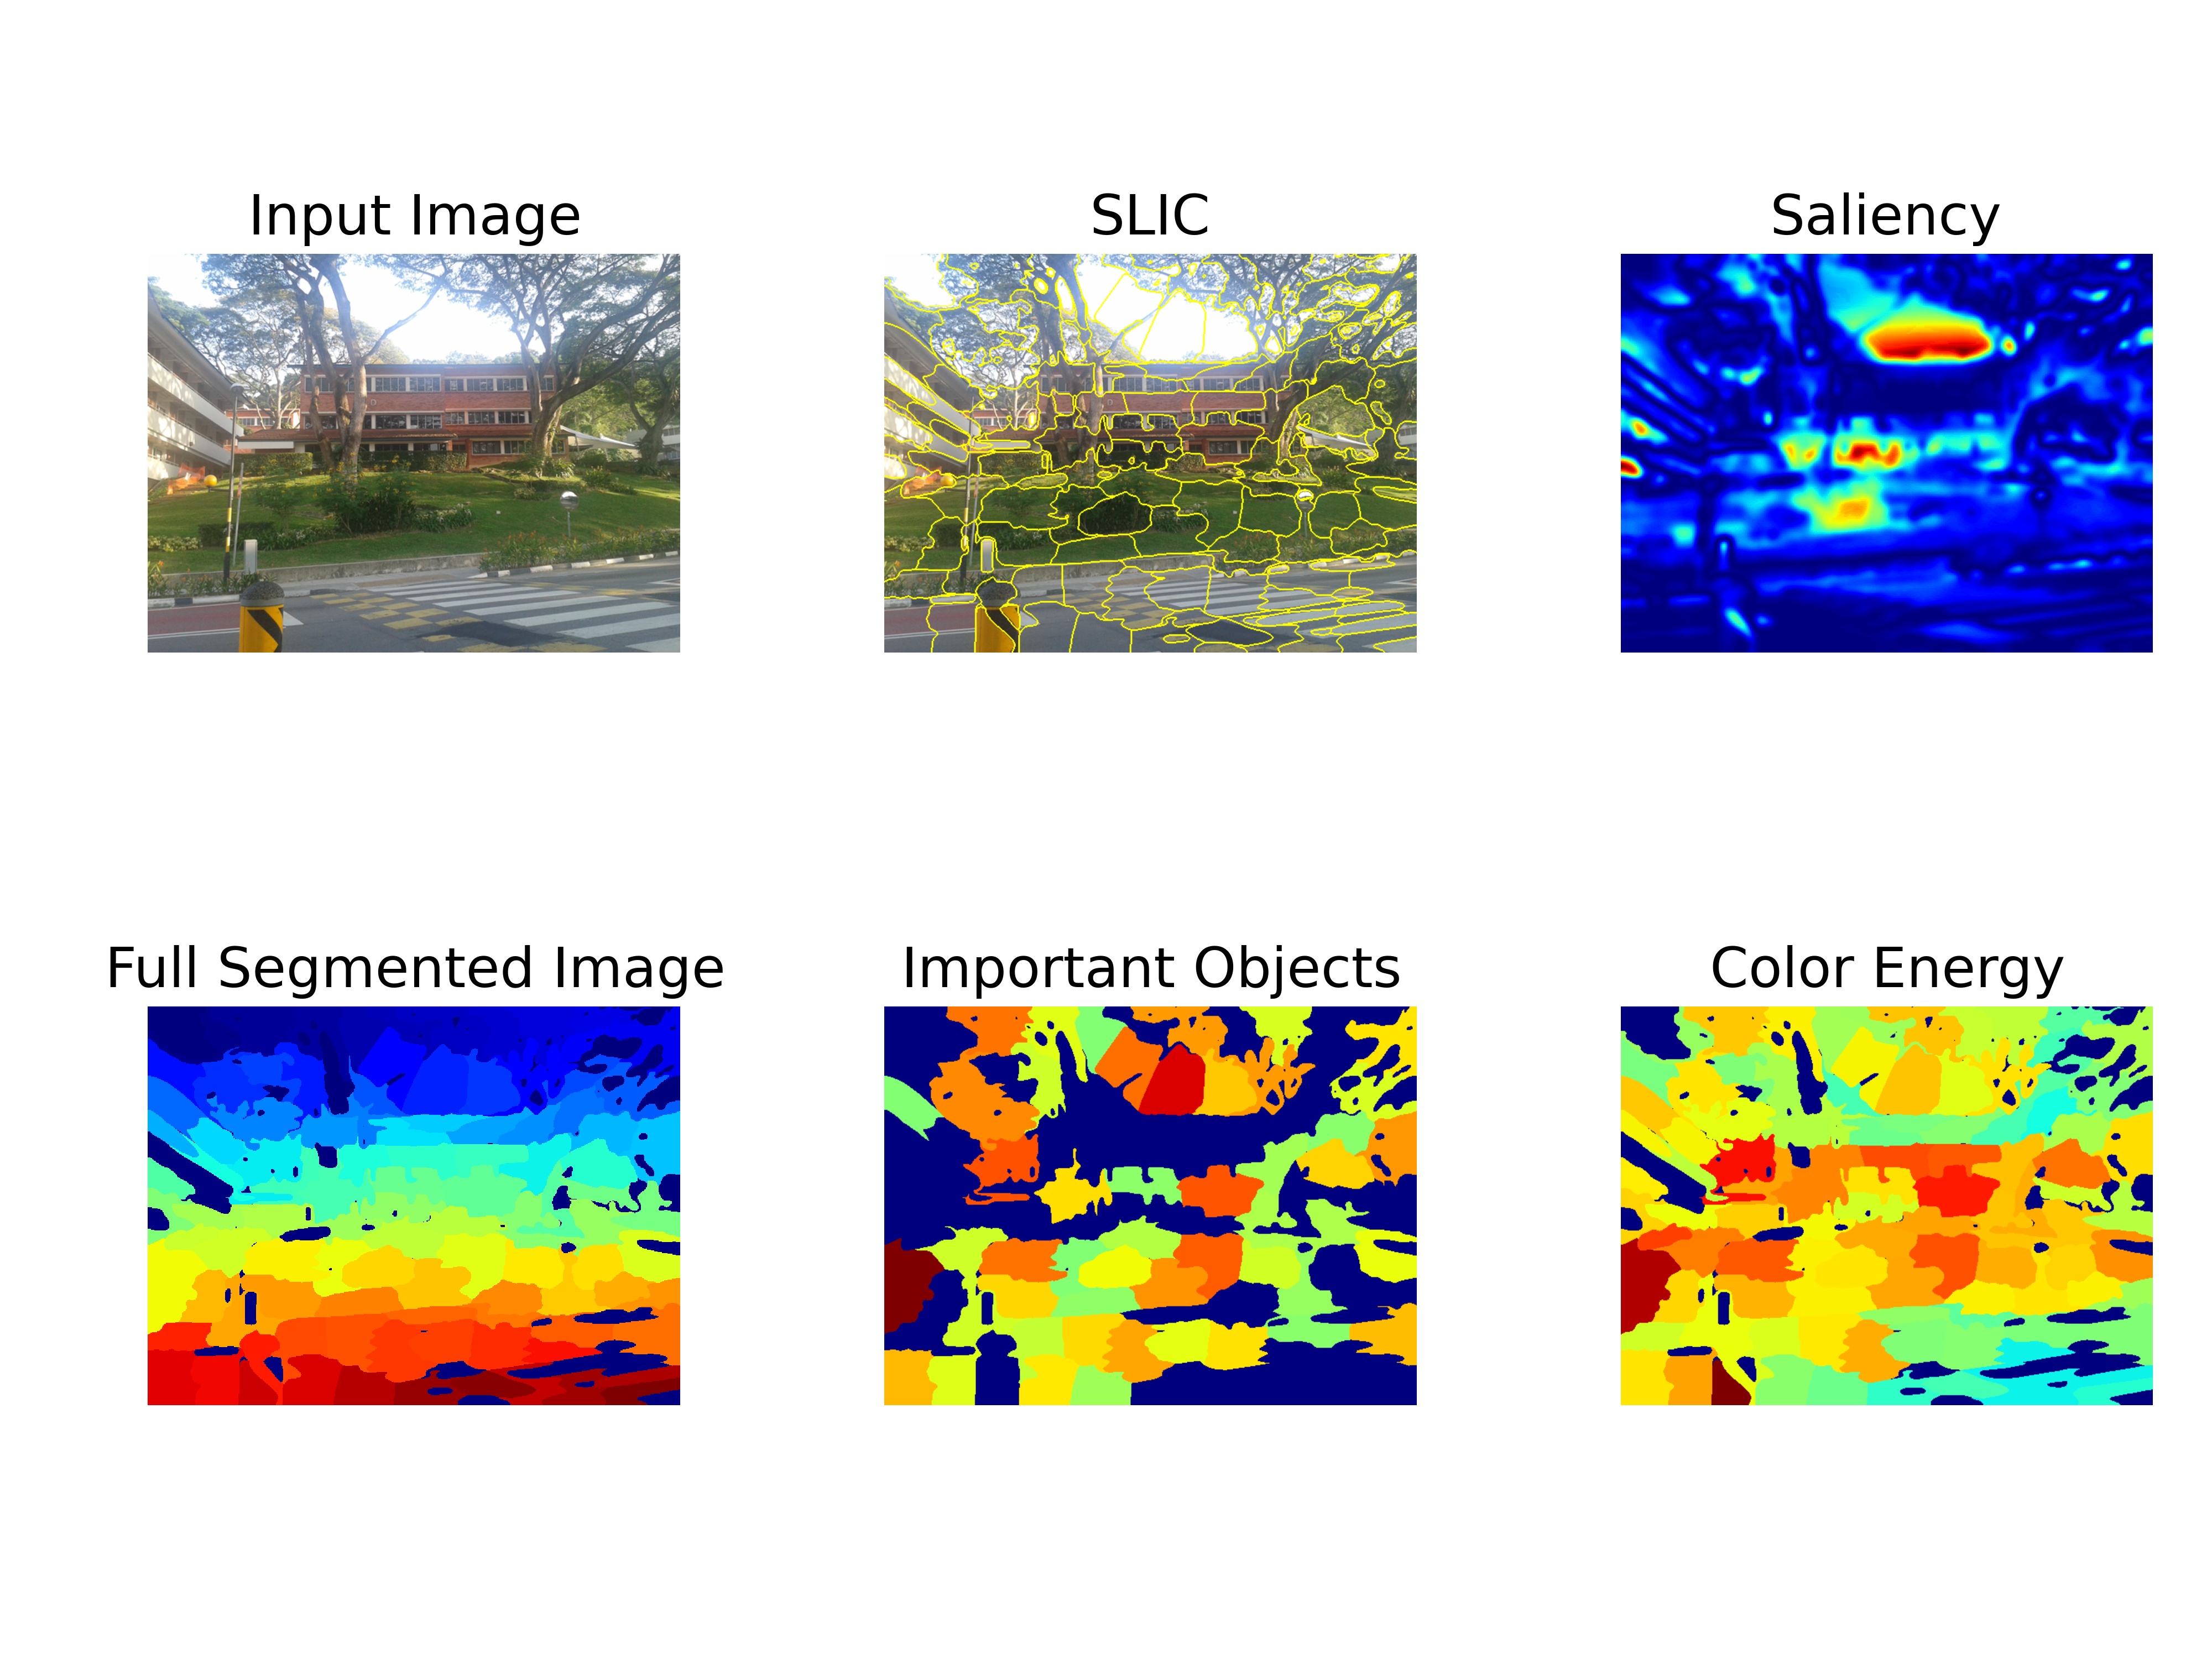 Input Image
SLIC
Saliency
Full Segmented Image
Important Objects
Color Energy